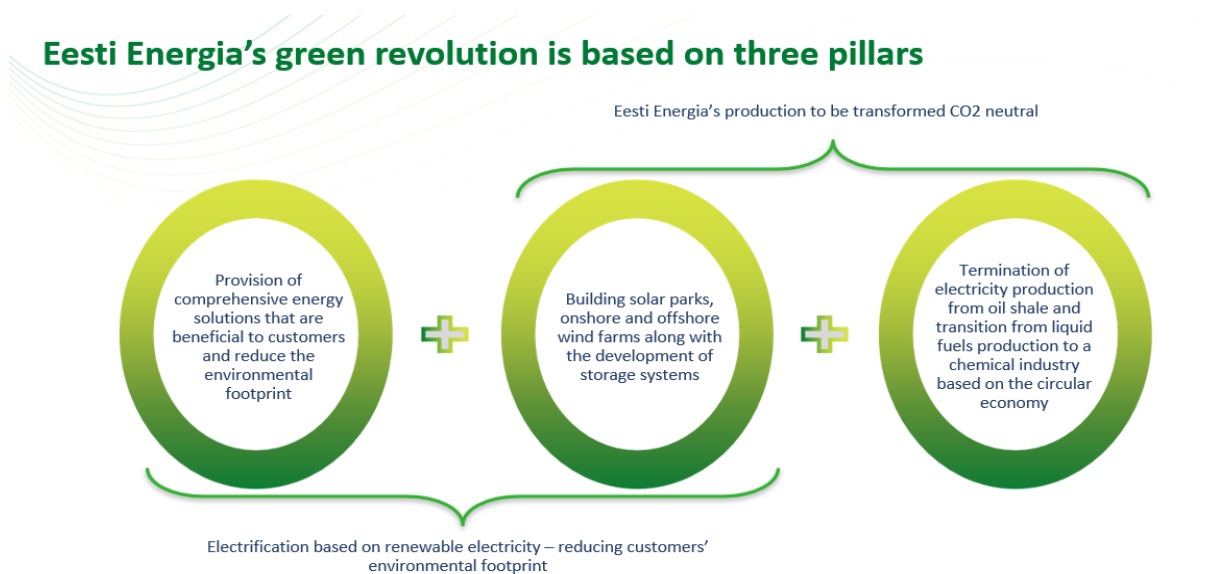 Eesti Energia’s green revolution is based on three pillars
Eesti Energia’s production to be transformed CO2 neutral
Provision of
comprehensive energy
solutions that are
beneficial to customers
and reduce the
environmental
footprint
Building solar parks,
onshore and offshore
wind farms along with
the development of
storage systems
Termination of
electricity production
from oil shale and
transition from liquid
fuels production to a
chemical industry
based on the circular
economy
Electrification based on renewable electricity – reducing customers’
environmental footprint